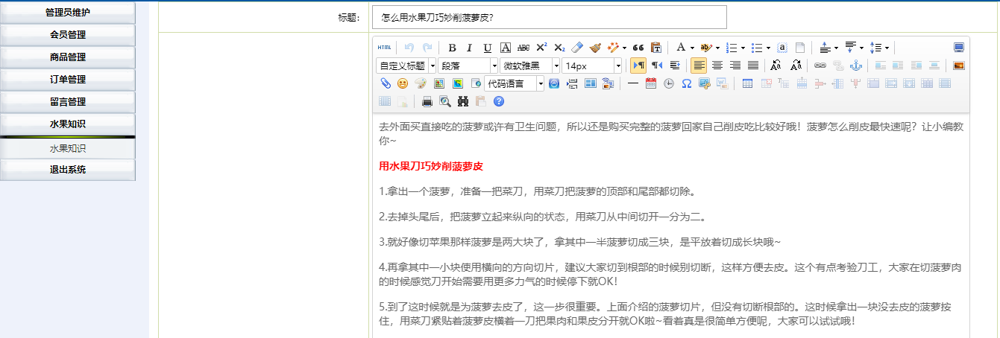 管理员维护
会员管理
商品管理
订单管理
留言管理
水果知识
水果知识
退出系统
标题:
怎么用水果刀巧妙削菠萝皮?
HTML
B I U A ABC X² X₂
A ab a
自定义标题 段落 微软雅黑 14px
代码语言
去外面买直接吃的菠萝或许有卫生问题，所以还是购买完整的菠萝回家自己削皮吃比较好哦！菠萝怎么削皮最快速呢？让小编教
你~
用水果刀巧妙削菠萝皮
1.拿出一个菠萝，准备一把菜刀，用菜刀把菠萝的顶部和尾部都切除。
2.去掉头尾后，把菠萝立起来纵向的状态，用菜刀从中间切开一分为二。
3.就好像切苹果那样菠萝是两大块了，拿其中一半菠萝切成三块，是平放着切成长块哦~
4.再拿其中一小块使用横向的方向切片，建议大家切到根部的时候别切断，这样方便去皮。这个有点考验刀工，大家在切菠萝肉
的时候感觉刀开始需要用更多力气的时候停下就OK！
5.到了这时候就是为菠萝去皮了，这一步很重要。上面介绍的菠萝切片，但没有切断根部的。这时候拿出一块没去皮的菠萝按
住，用菜刀紧贴着菠萝皮横着一刀把果肉和果皮分开就OK啦~看着真是很简单方便呢，大家可以试试哦！